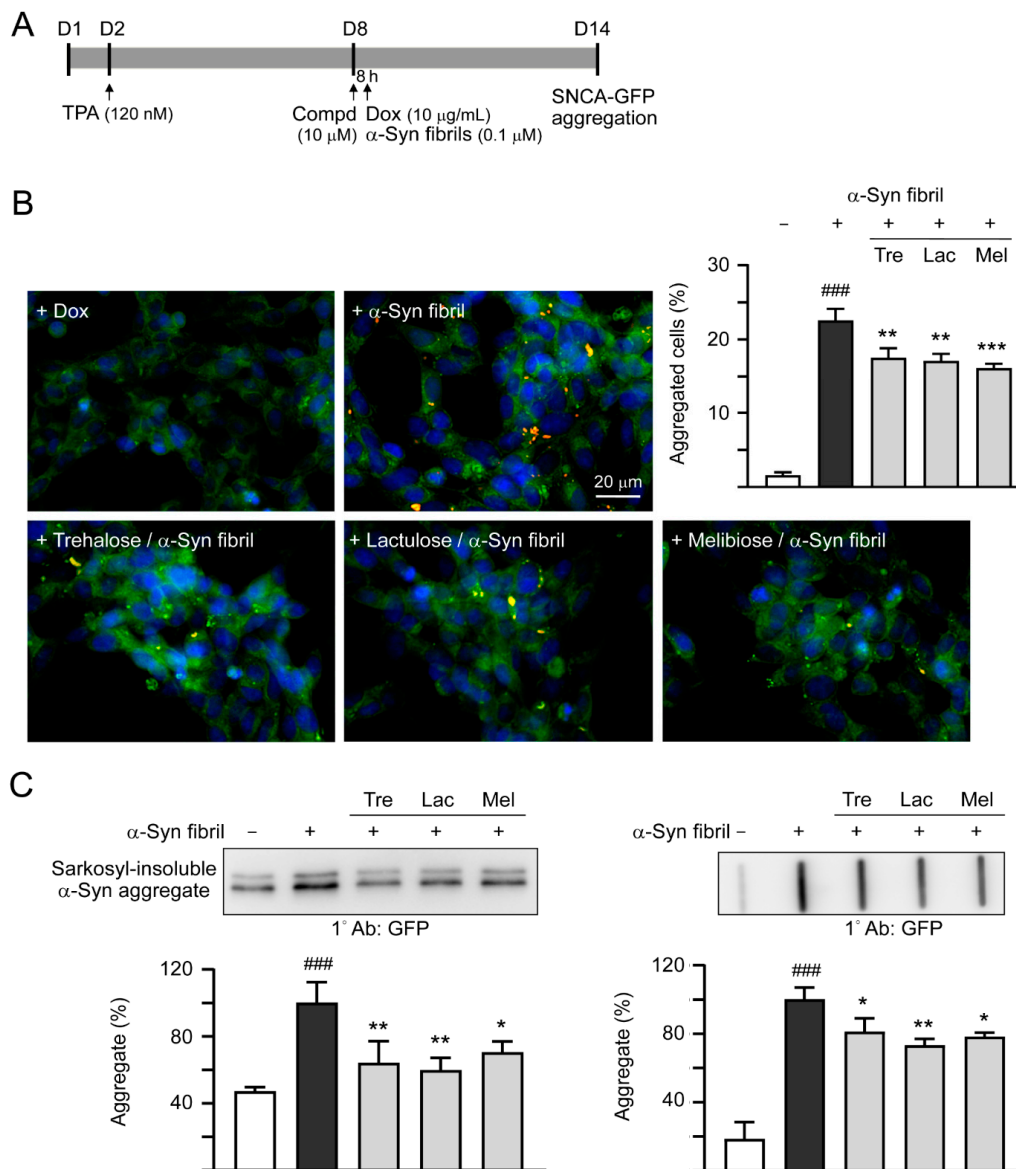 A
D1 D2 D8 D14
8 h
TPA (120 nM)
Compd
(10 μM)
Dox (10 μg/mL)
α-Syn fibrils (0.1 μM)
SNCA-GFP
aggregation
B
+ Dox
+ α-Syn fibril
20 μm
+ Trehalose / α-Syn fibril
+ Lactulose / α-Syn fibril
+ Melibiose / α-Syn fibril
α-Syn fibril
− + + + +
Tre Lac Mel
Aggregated cells (%)
30
20
10
###
** ** ***
C
Tre Lac Mel
α-Syn fibril − + + + +
Sarkosyl-insoluble
α-Syn aggregate
1° Ab: GFP
Aggregate (%)
120
80
40
###
** ** *
Tre Lac Mel
α-Syn fibril − + + + +
1° Ab: GFP
Aggregate (%)
120
80
40
###
* ** *